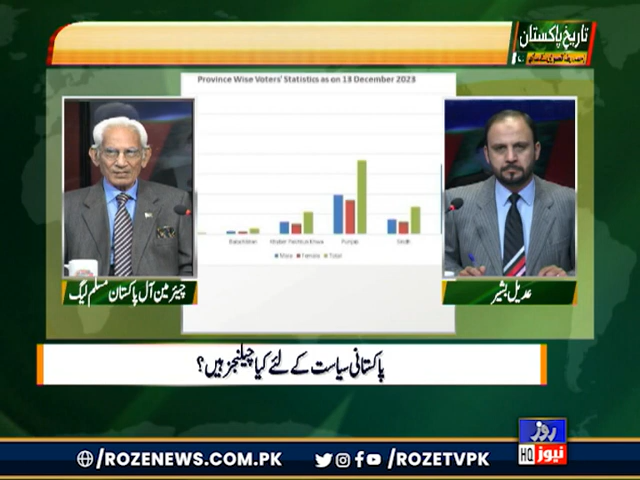 تاریخ پاکستان
Province Wise Voters' Statistics as on 13 December 2023
Balochistan Khyber Pakhtun Khwa Punjab Sindh
Male Female Total
چیئرمین آل پاکستان مسلم لیگ
عدیل بشیر
پاکستانی سیاست کے لئے کیا چیلنجز ہیں؟
روز
HQ نیوز
/ROZENEWS.COM.PK /ROZETVPK